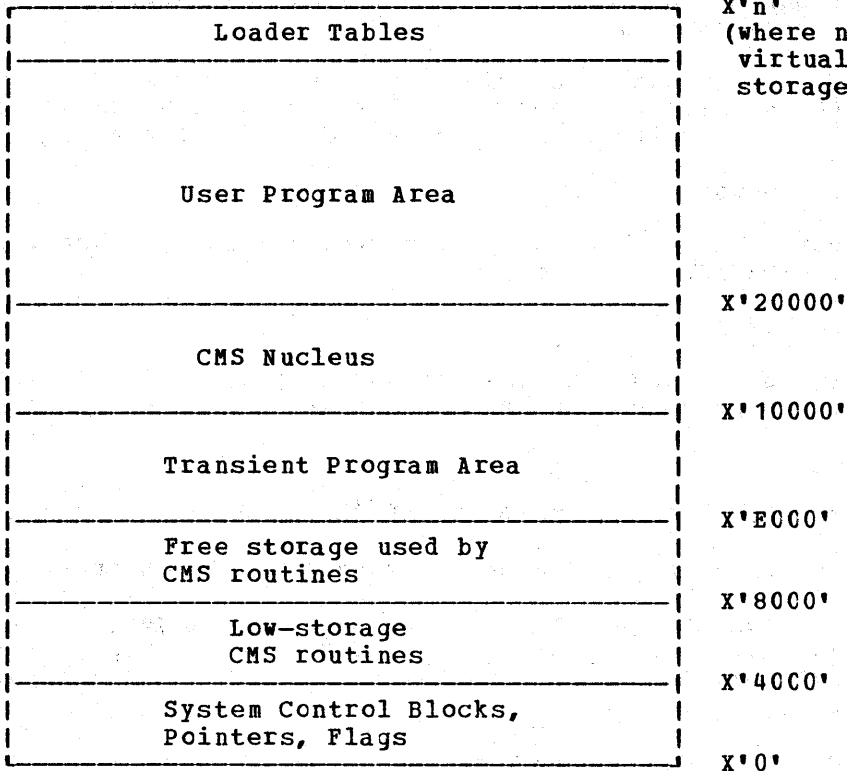 X'n'
Loader Tables
(where n
virtual
storage
User Program Area
X'20000'
CMS Nucleus
X'10000'
Transient Program Area
X'E000'
Free storage used by
CMS routines
X'8000'
Low-storage
CMS routines
X'4000'
System Control Blocks,
Pointers, Flags
X'0'